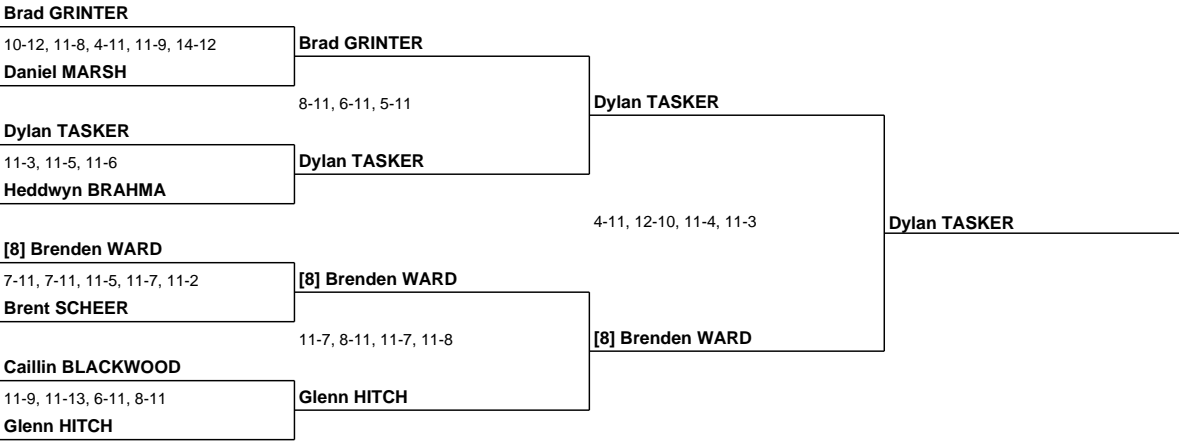 Brad GRINTER
10-12, 11-8, 4-11, 11-9, 14-12
Brad GRINTER
Daniel MARSH
8-11, 6-11, 5-11
Dylan TASKER
Dylan TASKER
11-3, 11-5, 11-6
Dylan TASKER
Heddwyn BRAHMA
4-11, 12-10, 11-4, 11-3
Dylan TASKER
[8] Brenden WARD
7-11, 7-11, 11-5, 11-7, 11-2
[8] Brenden WARD
Brent SCHEER
11-7, 8-11, 11-7, 11-8
[8] Brenden WARD
Caillin BLACKWOOD
11-9, 11-13, 6-11, 8-11
Glenn HITCH
Glenn HITCH